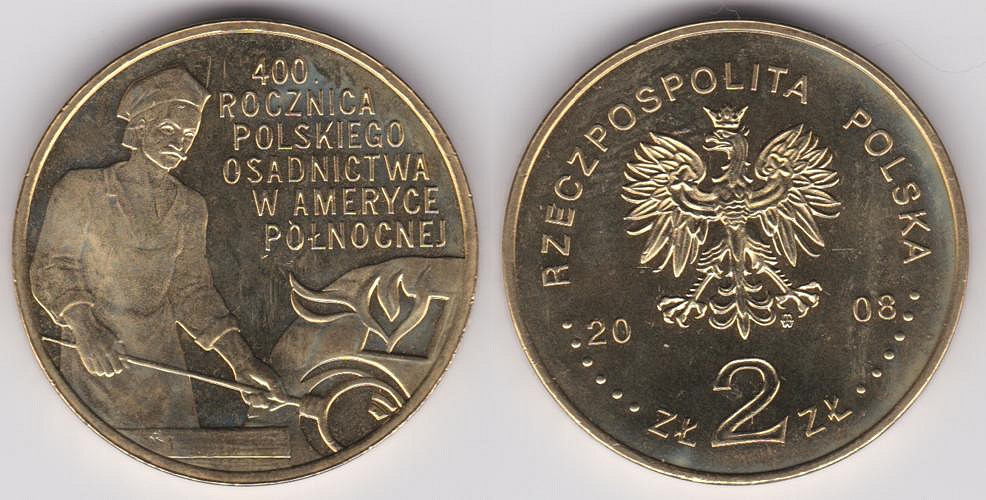 400.
ROCZNICA
POLSKIEGO
OSADNICTWA
W AMERYCE
PÓŁNOCNEJ
RZECZPOSPOLITA POLSKA
20 08
ZŁ 2 ZŁ